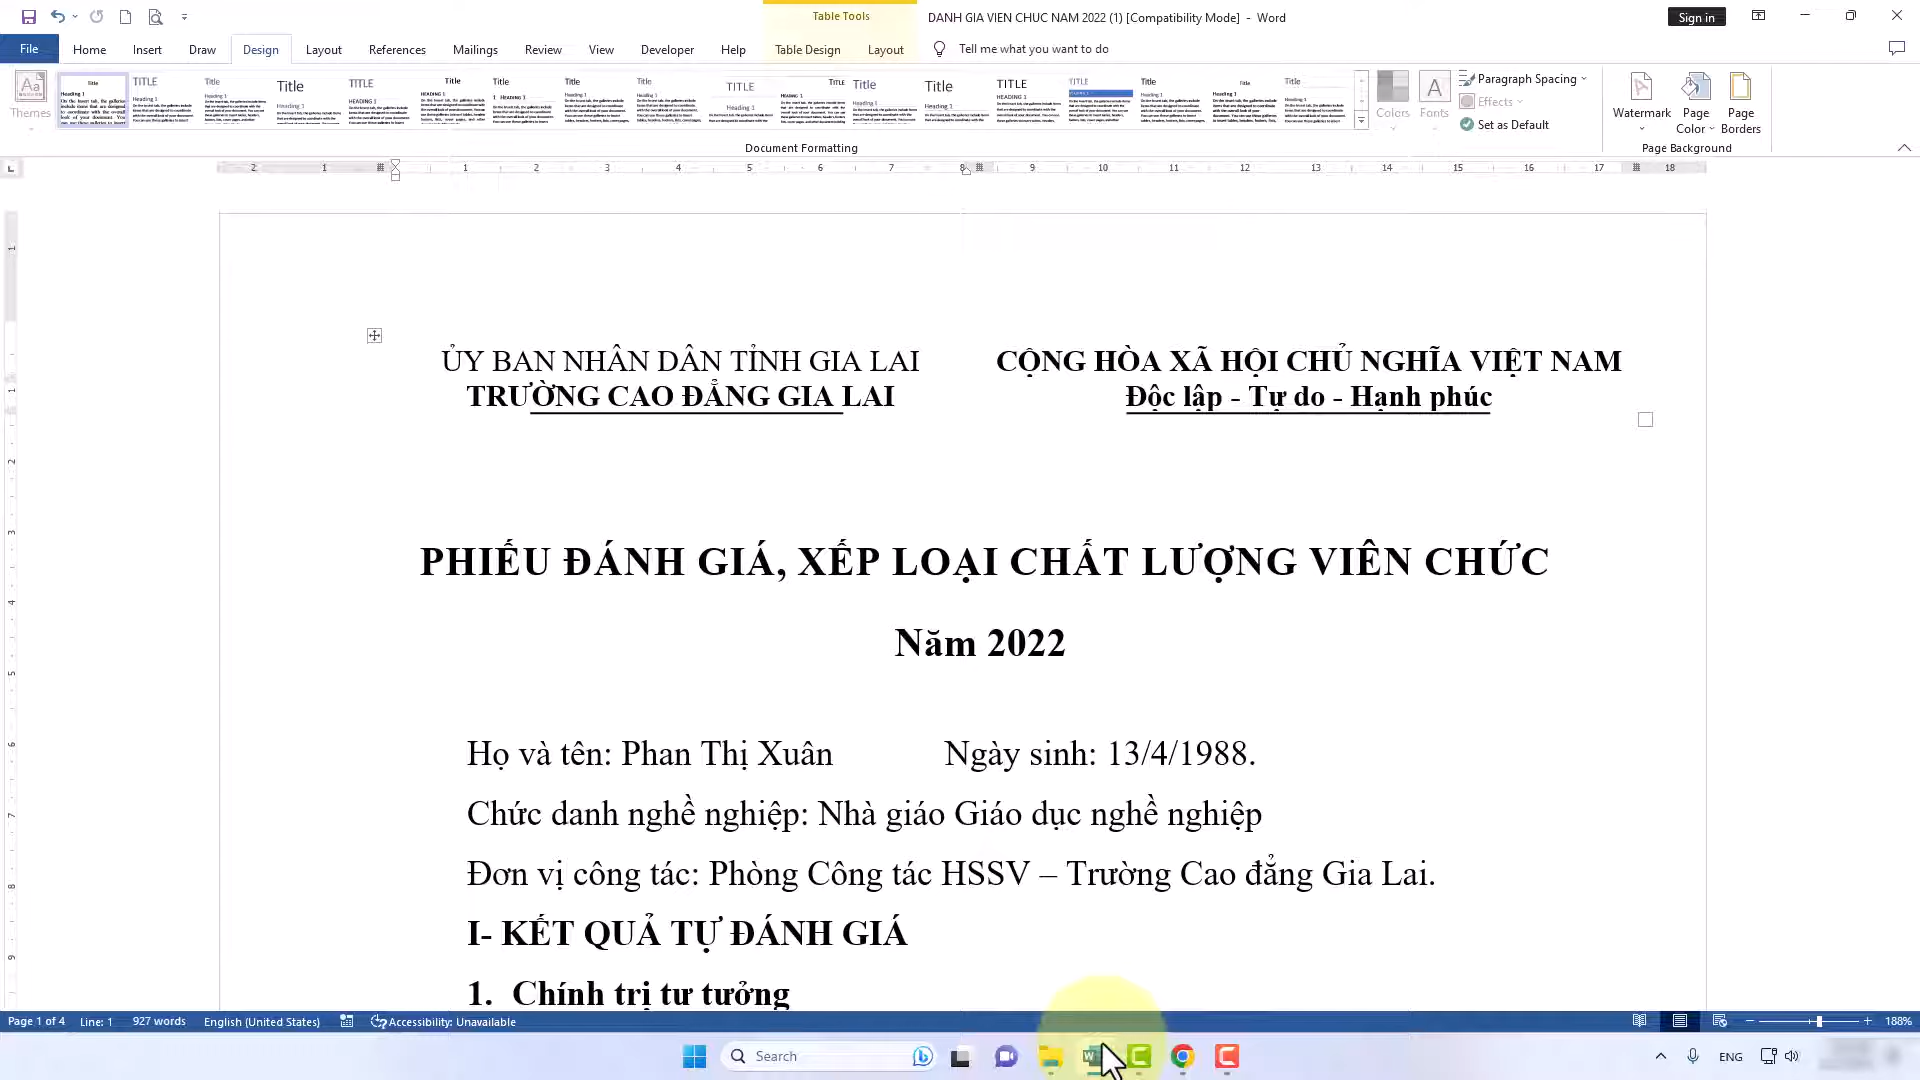 Table Tools
DANH GIA VIEN CHUC NAM 2022 (1) [Compatibility Mode] - Word
Sign in
File Home Insert Draw Design Layout References Mailings Review View Developer Help Table Design Layout Tell me what you want to do
Themes
Paragraph Spacing
Effects
Set as Default
Colors
Fonts
Watermark
Page Color
Page Borders
Document Formatting
Page Background
ỦY BAN NHÂN DÂN TỈNH GIA LAI
TRƯỜNG CAO ĐẲNG GIA LAI
CỘNG HÒA XÃ HỘI CHỦ NGHĨA VIỆT NAM
Độc lập - Tự do - Hạnh phúc
PHIẾU ĐÁNH GIÁ, XẾP LOẠI CHẤT LƯỢNG VIÊN CHỨC
Năm 2022
Họ và tên: Phan Thị Xuân Ngày sinh: 13/4/1988.
Chức danh nghề nghiệp: Nhà giáo Giáo dục nghề nghiệp
Đơn vị công tác: Phòng Công tác HSSV – Trường Cao đẳng Gia Lai.
I- KẾT QUẢ TỰ ĐÁNH GIÁ
1. Chính trị tư tưởng
Page 1 of 4 Line: 1 927 words English (United States) Accessibility: Unavailable 188%
Search
ENG